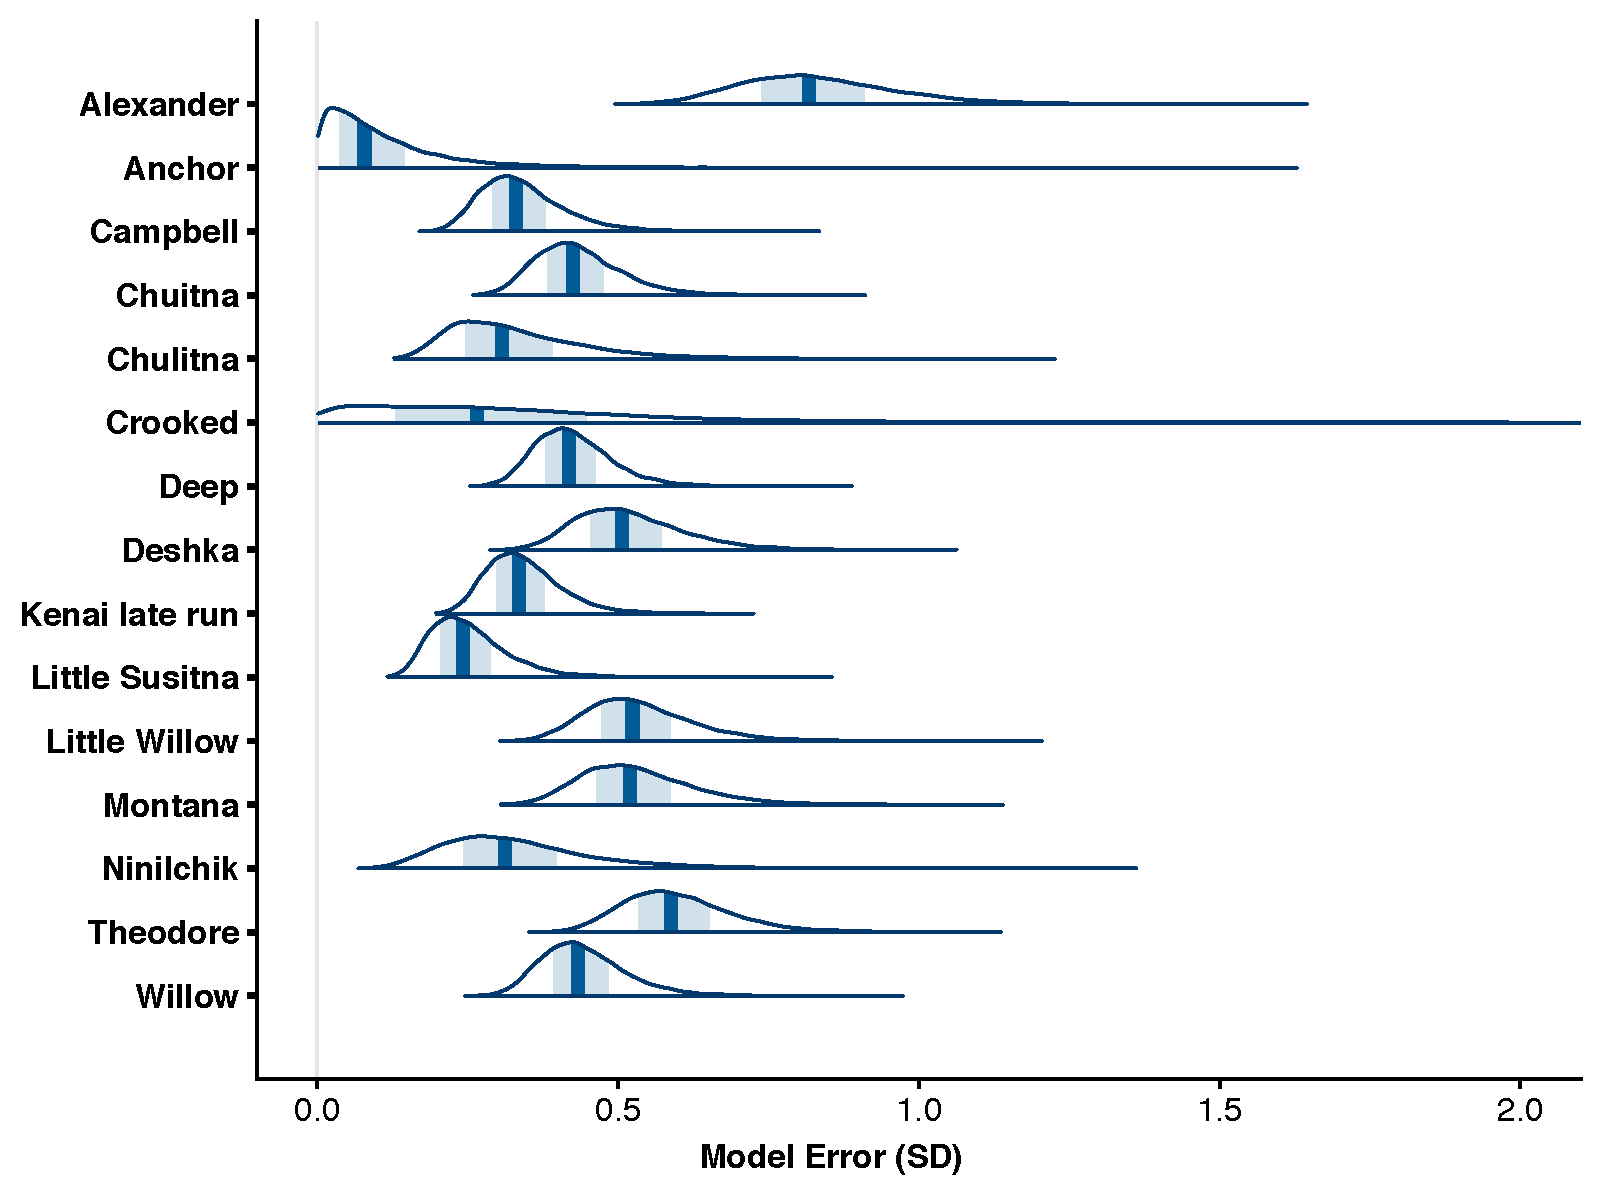 Alexander
Anchor
Campbell
Chuitna
Chulitna
Crooked
Deep
Deshka
Kenai late run
Little Susitna
Little Willow
Montana
Ninilchik
Theodore
Willow
0.0 0.5 1.0 1.5 2.0
Model Error (SD)